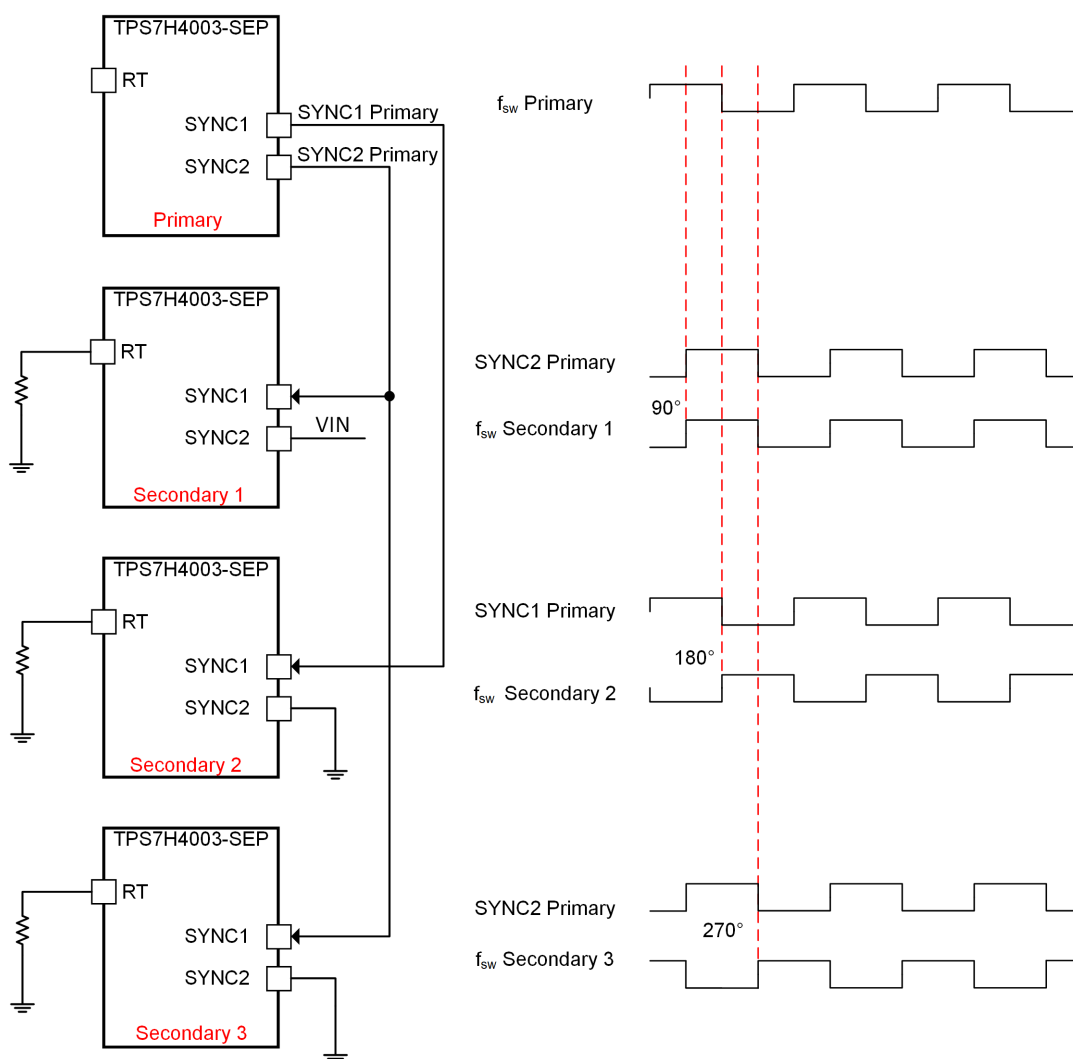 TPS7H4003-SEP
RT
SYNC1
SYNC1 Primary
SYNC2
SYNC2 Primary
Primary
TPS7H4003-SEP
RT
SYNC1
SYNC2
VIN
Secondary 1
TPS7H4003-SEP
RT
SYNC1
SYNC2
Secondary 2
TPS7H4003-SEP
RT
SYNC1
SYNC2
Secondary 3
fsw Primary
SYNC2 Primary
90°
fsw Secondary 1
SYNC1 Primary
180°
fsw Secondary 2
SYNC2 Primary
270°
fsw Secondary 3